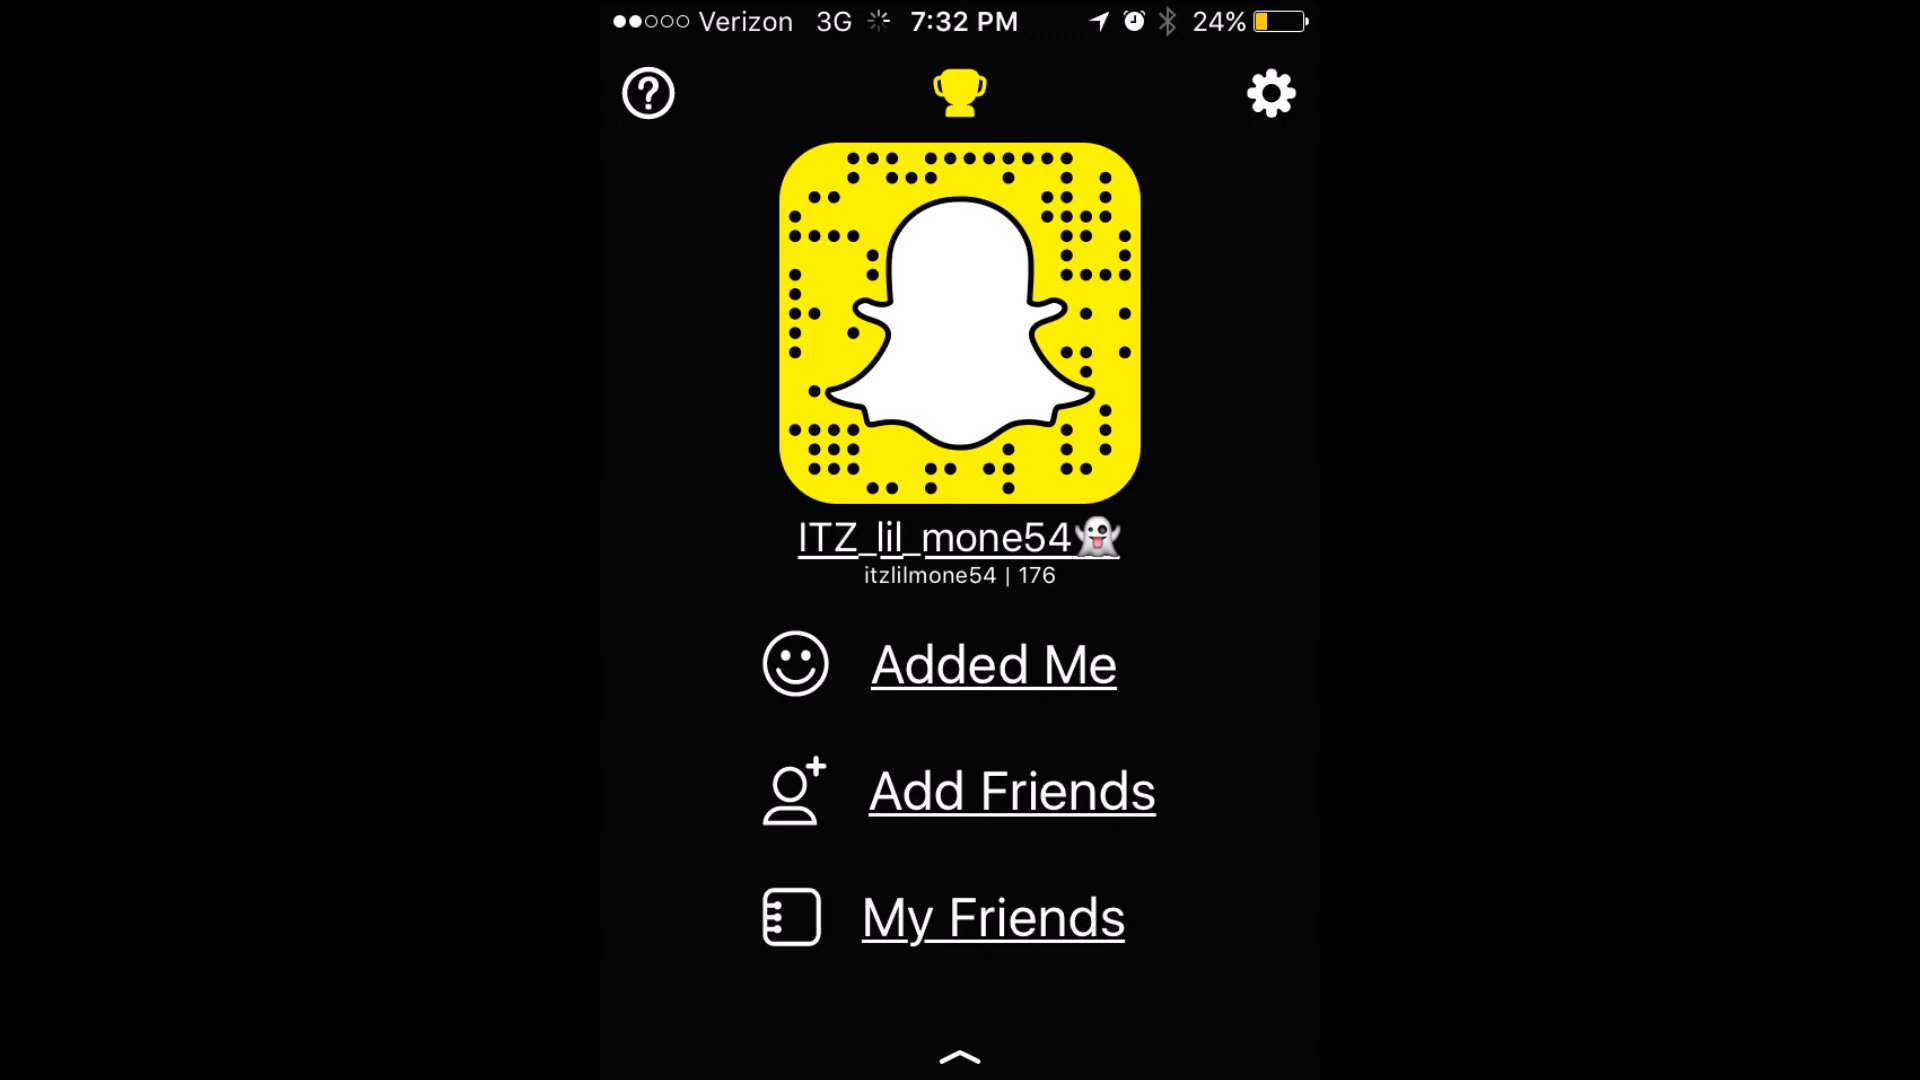 Verizon 3G 7:32 PM 24%
ITZ_lil_mone54👻
itzlilmone54 | 176
Added Me
Add Friends
My Friends